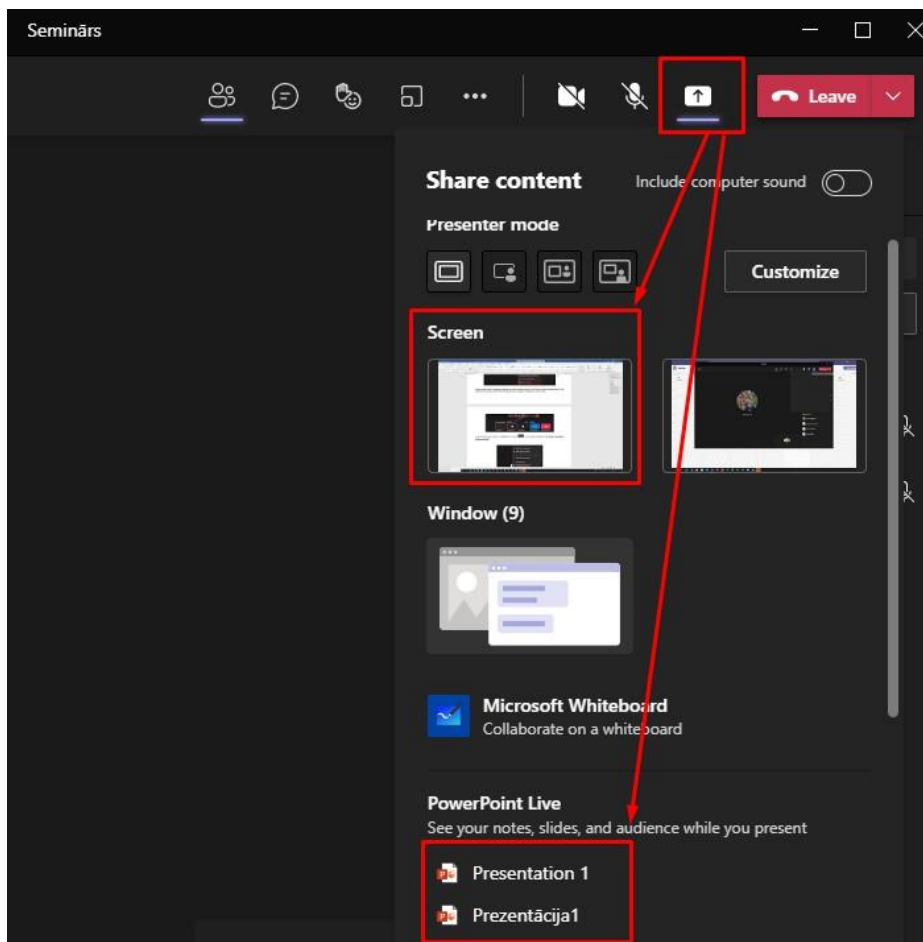 Seminārs
Leave
Share content
Include computer sound
Presenter mode
Customize
Screen
Window (9)
Microsoft Whiteboard
Collaborate on a whiteboard
PowerPoint Live
See your notes, slides, and audience while you present
Presentation 1
Prezentācija1